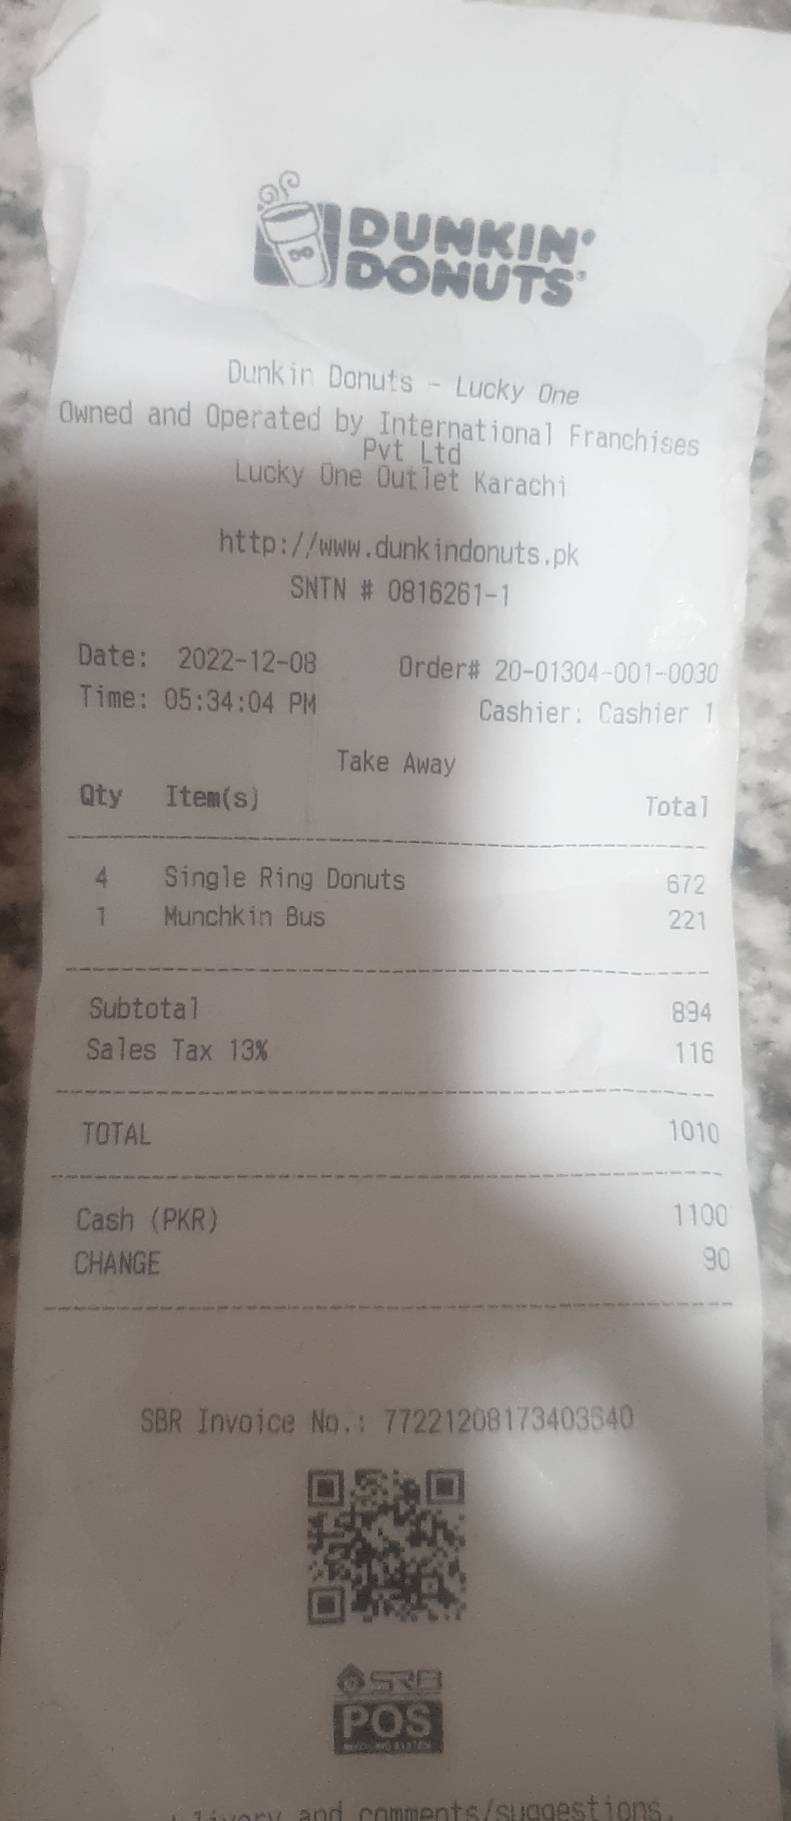 DUNKIN'
DONUTS
Dunkin Donuts - Lucky One
Owned and Operated by International Franchises
Pvt Ltd
Lucky One Outlet Karachi
http://www.dunkindonuts.pk
SNTN # 0816261-1
Date: 2022-12-08 Order# 20-01304-001-0030
Time: 05:34:04 PM Cashier: Cashier 1
Take Away
Qty Item(s) Total
4 Single Ring Donuts 672
1 Munchkin Bus 221
Subtotal 894
Sales Tax 13% 116
TOTAL 1010
Cash (PKR) 1100
CHANGE 90
SBR Invoice No.:
SRB
POS
and comments/suggestions.